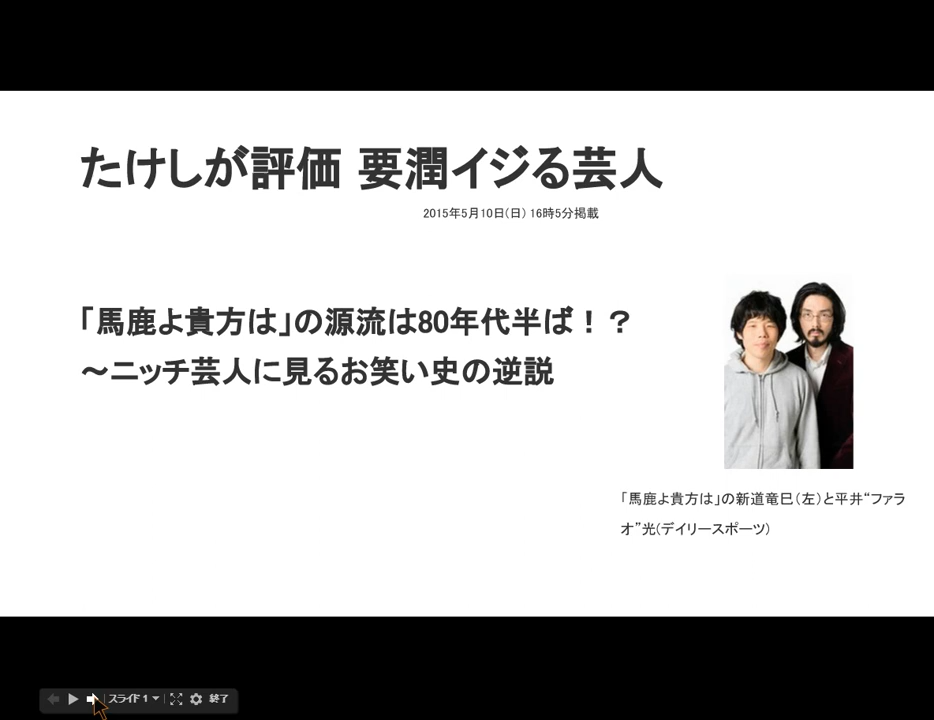 たけしが評価 要潤イジる芸人
2015年5月10日(日) 16時5分掲載
「馬鹿よ貴方は」の源流は80年代半ば!?
～ニッチ芸人に見るお笑い史の逆説
「馬鹿よ貴方は」の新道竜巳(左)と平井“ファラ
オ”光(デイリースポーツ)
スライド 1
終了